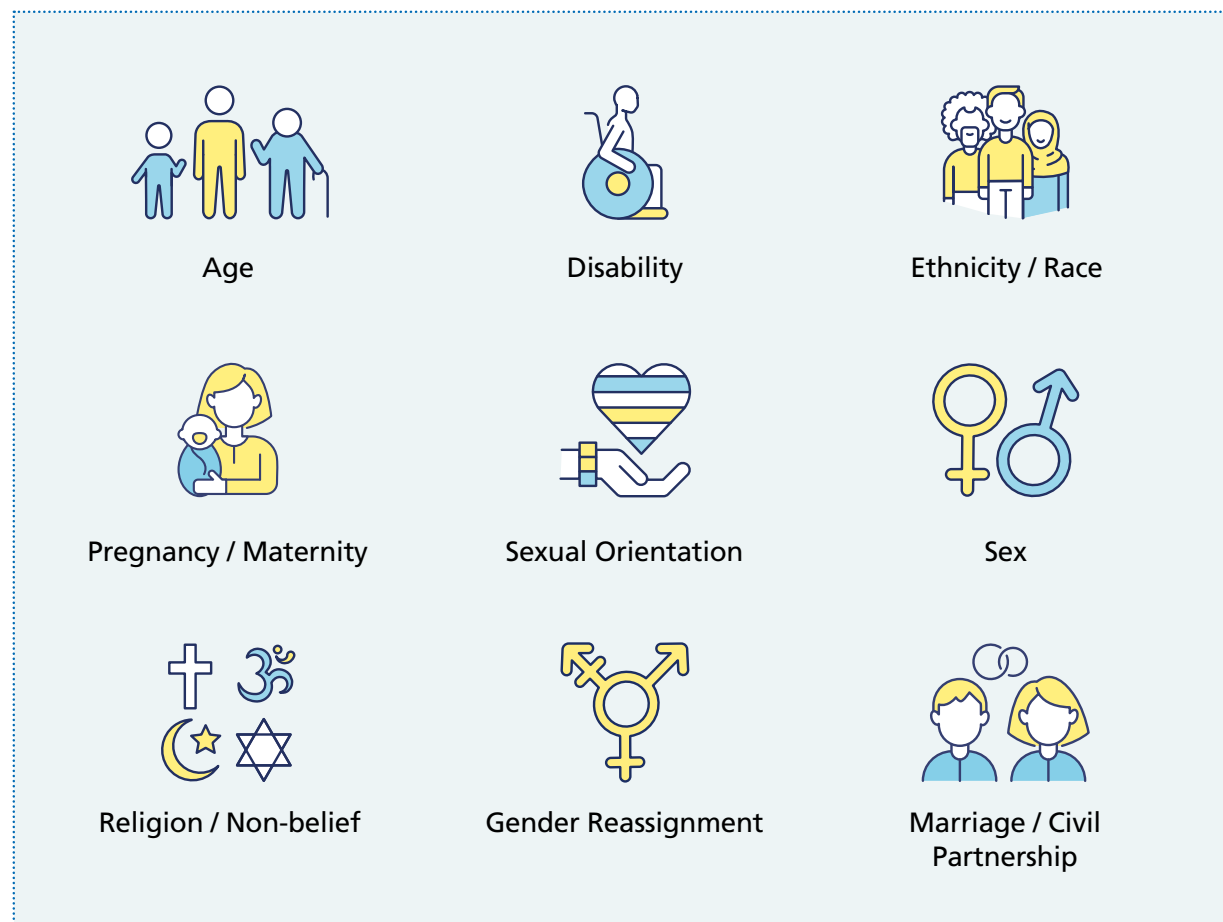 Age
Disability
Ethnicity / Race
Pregnancy / Maternity
Sexual Orientation
Sex
Religion / Non-belief
Gender Reassignment
Marriage / Civil
Partnership